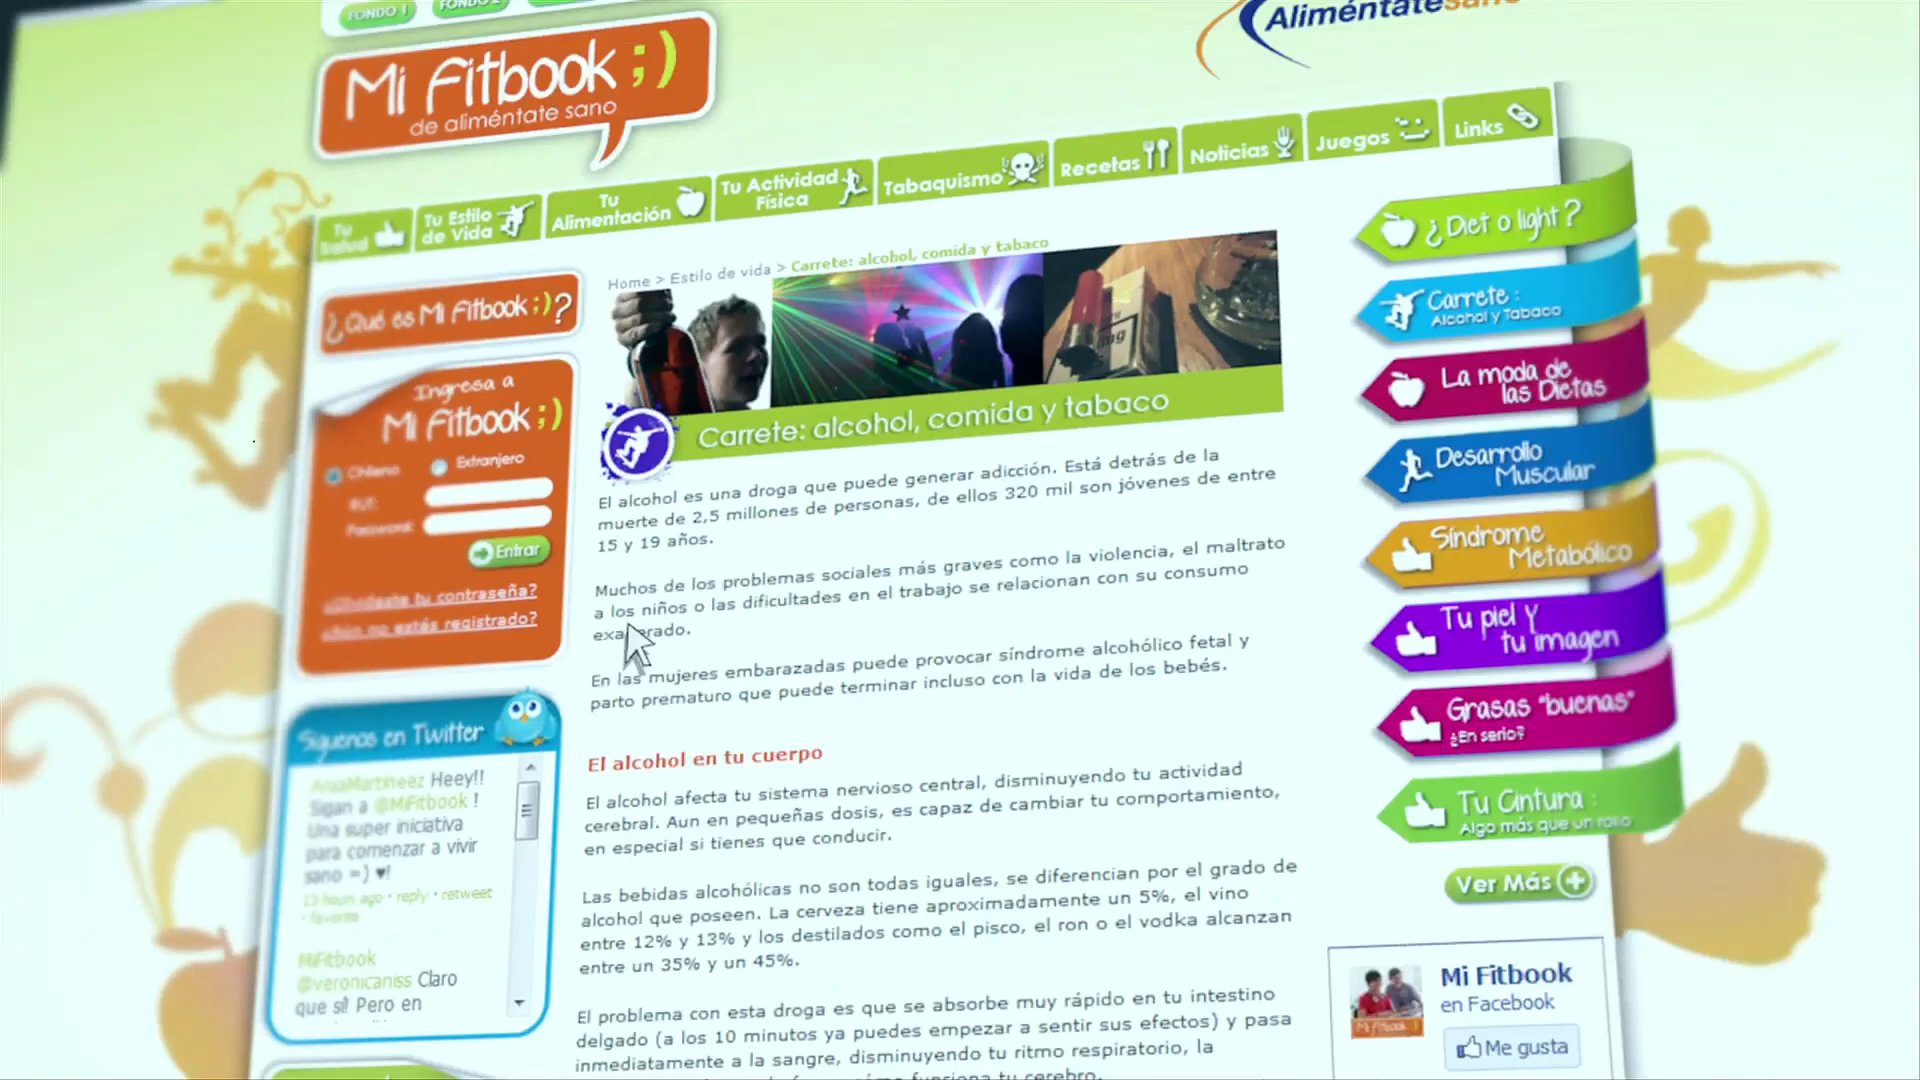 FONDO 1
Aliméntatesano
Mi Fitbook ;)
de aliméntate sano
Tu Salud
Tu Estilo de Vida
Tu Alimentación
Tu Actividad Física
Tabaquismo
Recetas
Noticias
Juegos
Links
¿Qué es Mi Fitbook ;)?
Ingresa a
Mi Fitbook ;)
Chileno
Extranjero
RUT:
Password:
Entrar
¿Olvidaste tu contraseña?
¿Aún no estás registrado?
Síguenos en Twitter
AraaMartineez Heey!!
Sigan a @MiFitbook !
Una super iniciativa
para comenzar a vivir
sano =) ♥!
13 hours ago · reply · retweet
· favorite
MiFitbook
@veronicaniss Claro
que sí! Pero en
Home > Estilo de vida > Carrete: alcohol, comida y tabaco
Carrete: alcohol, comida y tabaco
El alcohol es una droga que puede generar adicción. Está detrás de la
muerte de 2,5 millones de personas, de ellos 320 mil son jóvenes de entre
15 y 19 años.
Muchos de los problemas sociales más graves como la violencia, el maltrato
a los niños o las dificultades en el trabajo se relacionan con su consumo
exagerado.
En las mujeres embarazadas puede provocar síndrome alcohólico fetal y
parto prematuro que puede terminar incluso con la vida de los bebés.
El alcohol en tu cuerpo
El alcohol afecta tu sistema nervioso central, disminuyendo tu actividad
cerebral. Aun en pequeñas dosis, es capaz de cambiar tu comportamiento,
en especial si tienes que conducir.
Las bebidas alcohólicas no son todas iguales, se diferencian por el grado de
alcohol que poseen. La cerveza tiene aproximadamente un 5%, el vino
entre 12% y 13% y los destilados como el pisco, el ron o el vodka alcanzan
entre un 35% y un 45%.
El problema con esta droga es que se absorbe muy rápido en tu intestino
delgado (a los 10 minutos ya puedes empezar a sentir sus efectos) y pasa
inmediatamente a la sangre, disminuyendo tu ritmo respiratorio, la
¿Diet o light?
Carrete :
Alcohol y Tabaco
La moda de
las Dietas
Desarrollo
Muscular
Síndrome
Metabólico
Tu piel y
tu imagen
Grasas "buenas"
¿En serio?
Tu Cintura :
Algo más que un rollo
Ver Más
Mi Fitbook
en Facebook
Me gusta